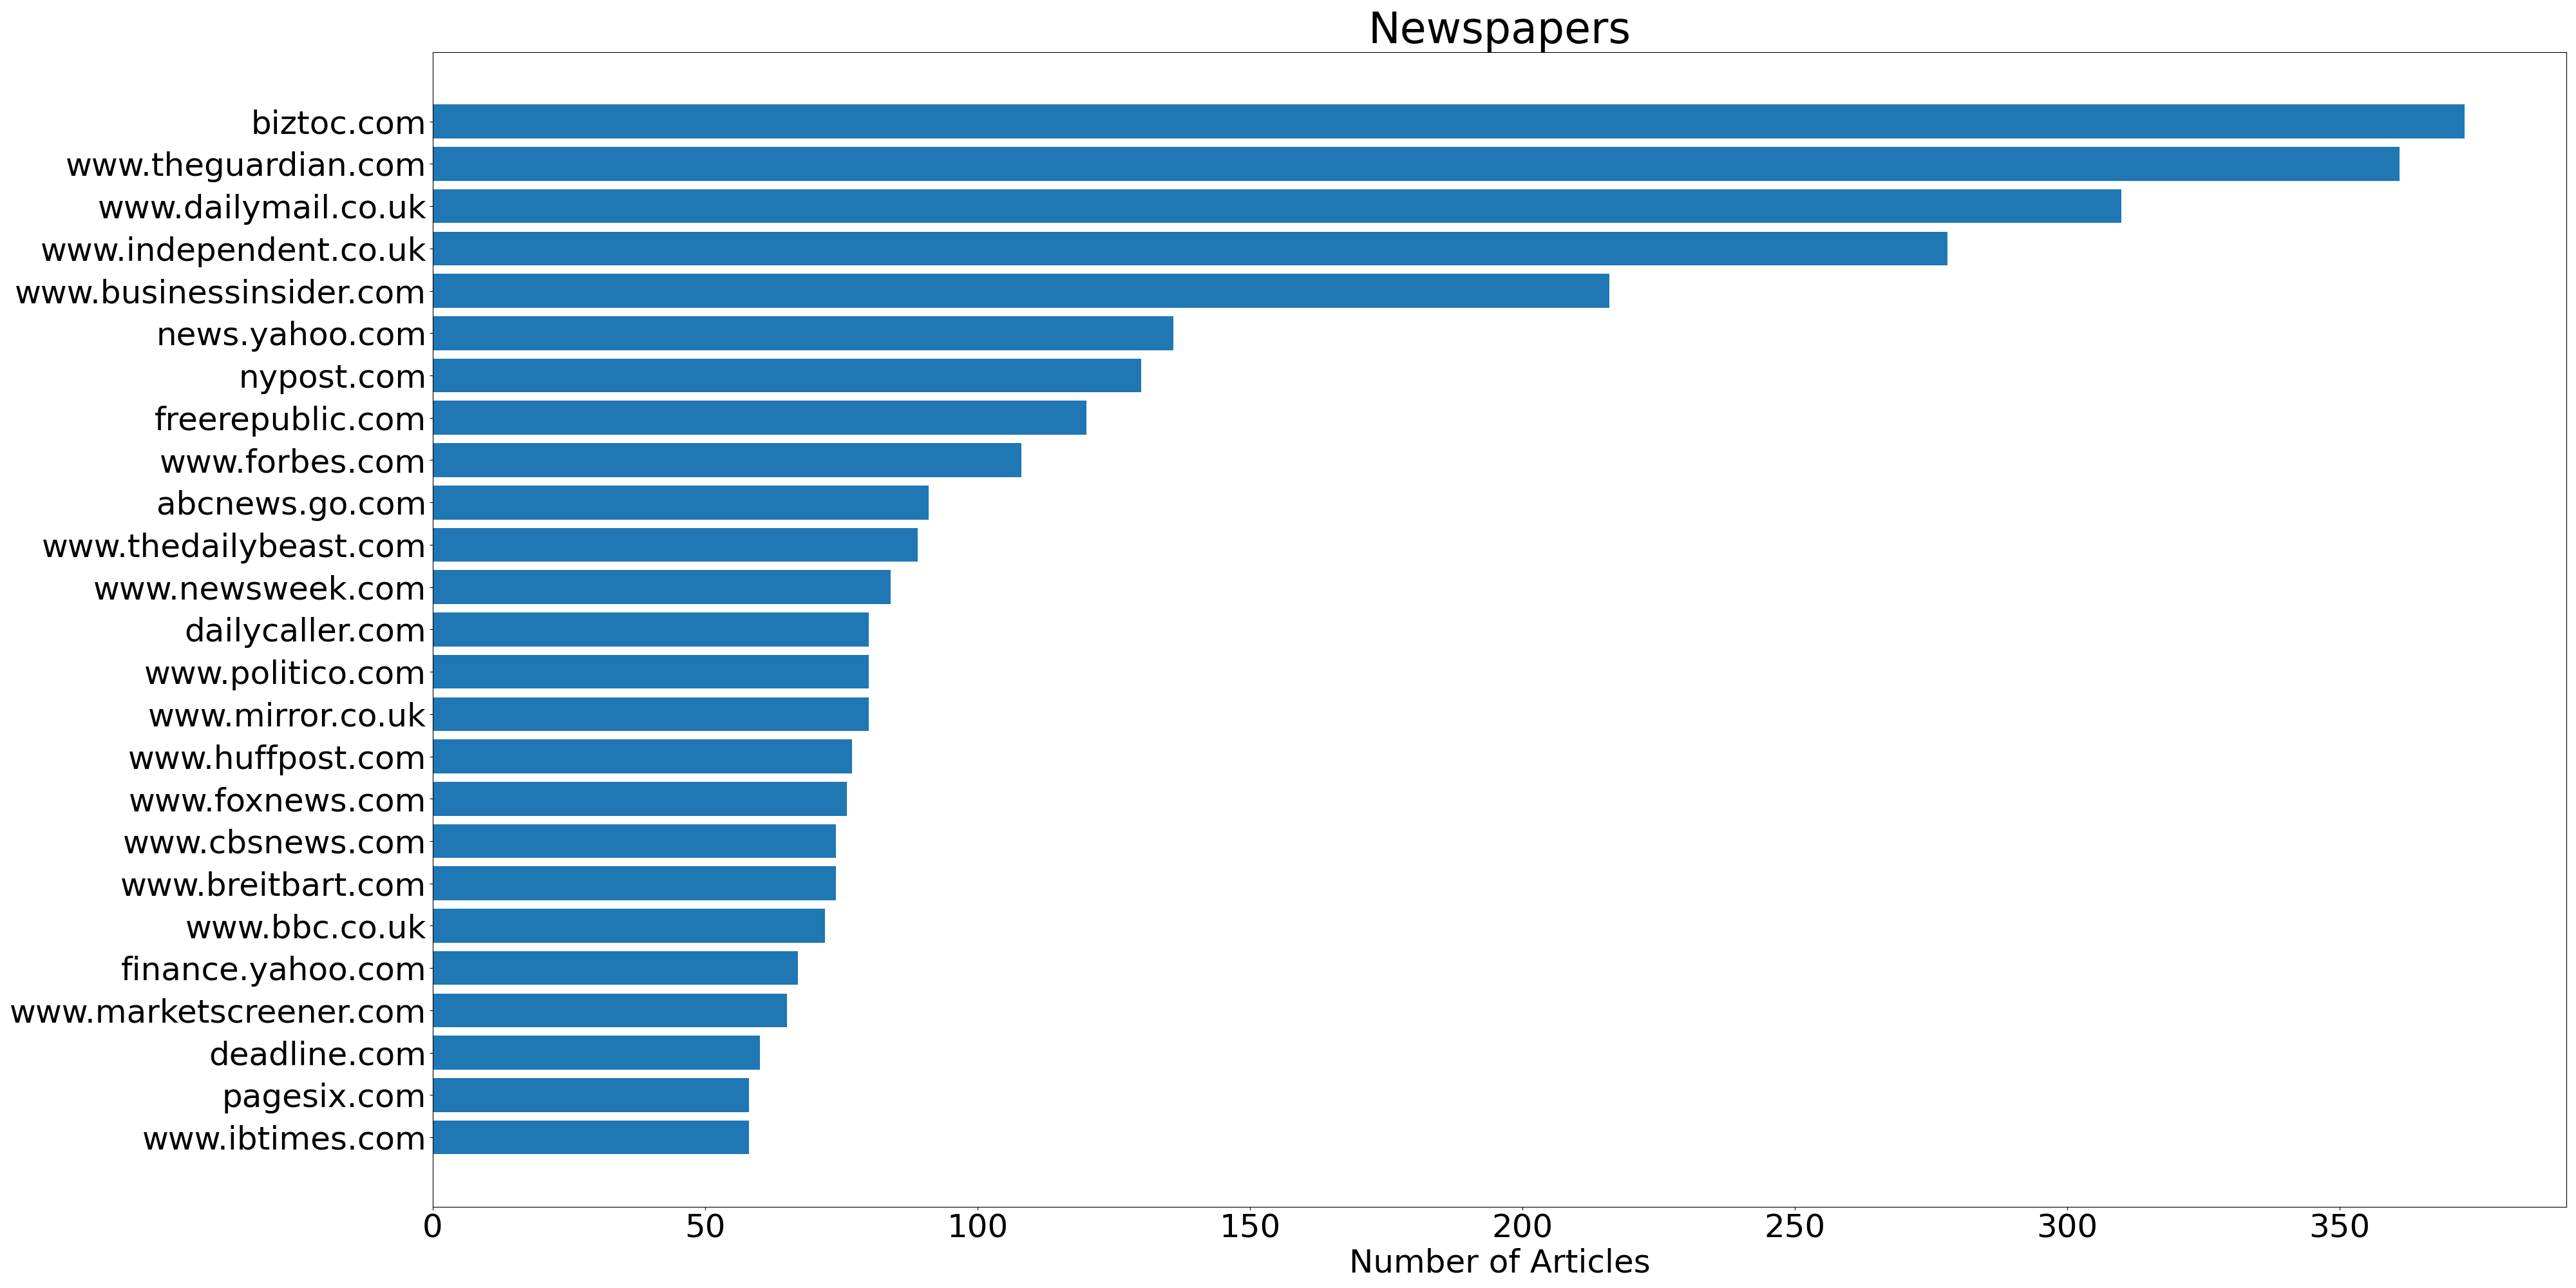 Newspapers
biztoc.com
www.theguardian.com
www.dailymail.co.uk
www.independent.co.uk
www.businessinsider.com
news.yahoo.com
nypost.com
freerepublic.com
www.forbes.com
abcnews.go.com
www.thedailybeast.com
www.newsweek.com
dailycaller.com
www.politico.com
www.mirror.co.uk
www.huffpost.com
www.foxnews.com
www.cbsnews.com
www.breitbart.com
www.bbc.co.uk
finance.yahoo.com
www.marketscreener.com
deadline.com
pagesix.com
www.ibtimes.com
0 50 100 150 200 250 300 350
Number of Articles